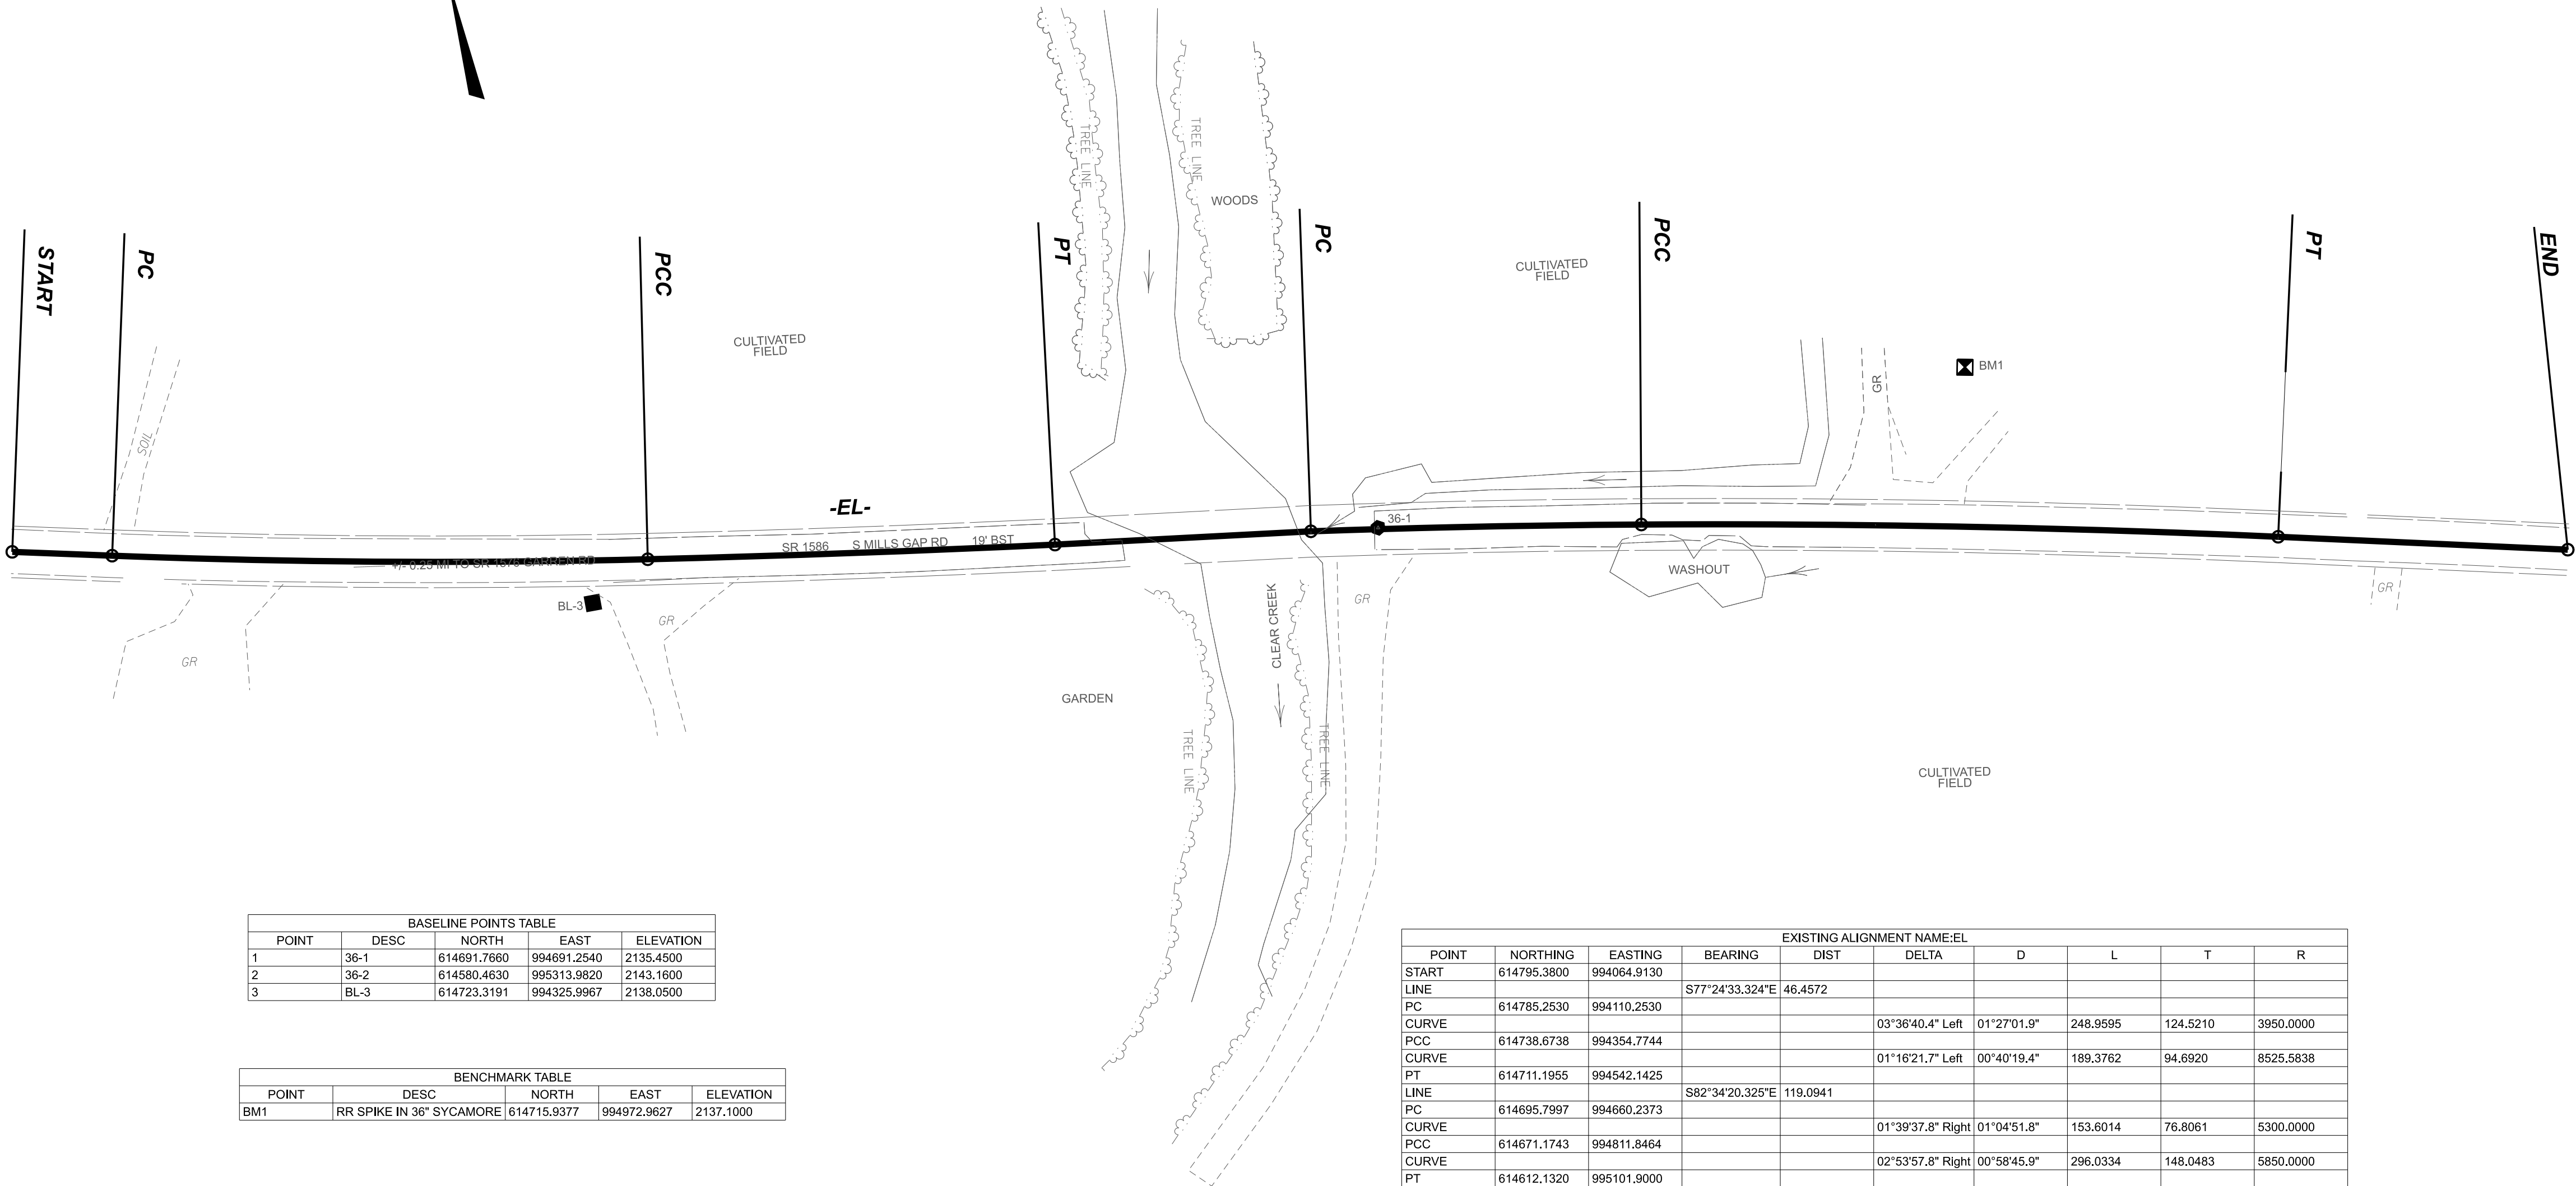 START
PC
PCC
PT
PC
PCC
PT
END
TREE LINE
TREE LINE
WOODS
CULTIVATED
FIELD
CULTIVATED
FIELD
BM1
GR
SOIL
-EL-
36-1
SR 1586 S MILLS GAP RD 19' BST
+/- 0.25 MI TO SR 1576 GARREN RD
WASHOUT
BL-3
GR
GR
GR
GR
CLEAR CREEK
GARDEN
TREE LINE
TREE LINE
CULTIVATED
FIELD
BASELINE POINTS TABLE
POINT DESC NORTH EAST ELEVATION
1 36-1 614691.7660 994691.2540 2135.4500
2 36-2 614580.4630 995313.9820 2143.1600
3 BL-3 614723.3191 994325.9967 2138.0500
BENCHMARK TABLE
POINT DESC NORTH EAST ELEVATION
BM1 RR SPIKE IN 36" SYCAMORE 614715.9377 994972.9627 2137.1000
EXISTING ALIGNMENT NAME:EL
POINT NORTHING EASTING BEARING DIST DELTA D L T R
START 614795.3800 994064.9130
LINE S77°24'33.324"E 46.4572
PC 614785.2530 994110.2530
CURVE 03°36'40.4" Left 01°27'01.9" 248.9595 124.5210 3950.0000
PCC 614738.6738 994354.7744
CURVE 01°16'21.7" Left 00°40'19.4" 189.3762 94.6920 8525.5838
PT 614711.1955 994542.1425
LINE S82°34'20.325"E 119.0941
PC 614695.7997 994660.2373
CURVE 01°39'37.8" Right 01°04'51.8" 153.6014 76.8061 5300.0000
PCC 614671.1743 994811.8464
CURVE 02°53'57.8" Right 00°58'45.9" 296.0334 148.0483 5850.0000
PT 614612.1320 995101.9000